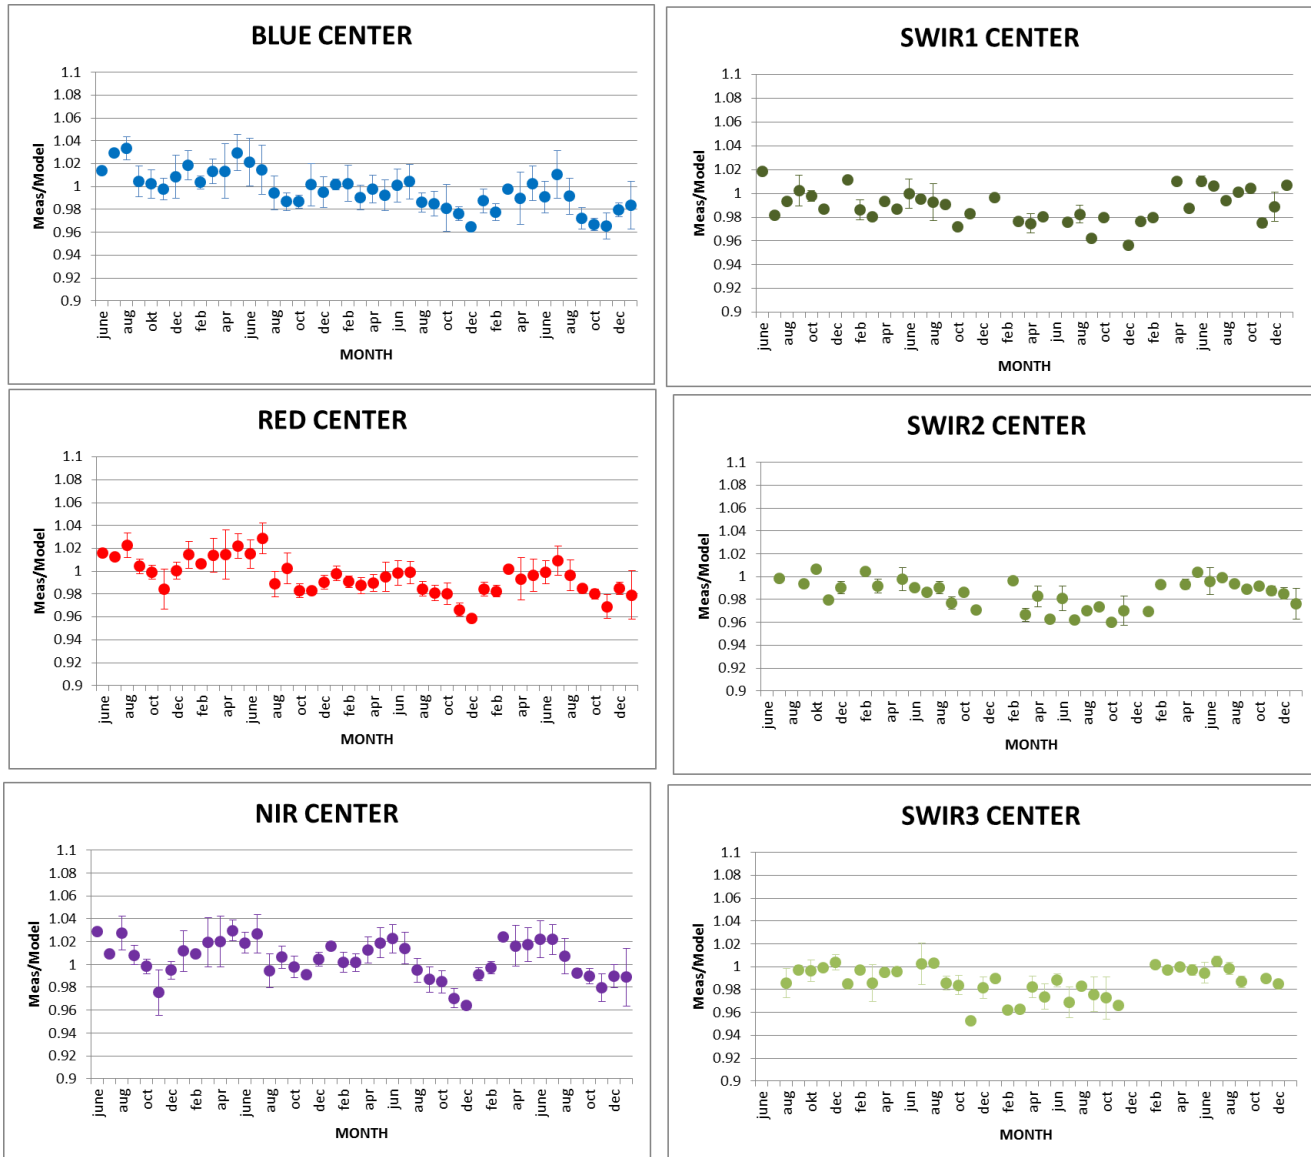 BLUE CENTER
1.1
1.08
1.06
1.04
1.02
1
0.98
0.96
0.94
0.92
0.9
Meas/Model
june aug okt dec feb apr june aug oct dec feb apr jun aug oct dec feb apr june aug oct dec
MONTH
SWIR1 CENTER
1.1
1.08
1.06
1.04
1.02
1
0.98
0.96
0.94
0.92
0.9
Meas/Model
june aug oct dec feb apr june aug oct dec feb apr jun aug oct dec feb apr june aug oct dec
MONTH
RED CENTER
1.1
1.08
1.06
1.04
1.02
1
0.98
0.96
0.94
0.92
0.9
Meas/Model
june aug oct dec feb apr june aug oct dec feb apr jun aug oct dec feb apr june aug oct dec
MONTH
SWIR2 CENTER
1.1
1.08
1.06
1.04
1.02
1
0.98
0.96
0.94
0.92
0.9
Meas/Model
june aug okt dec feb apr jun aug oct dec feb apr jun aug oct dec feb apr june aug oct dec
MONTH
NIR CENTER
1.1
1.08
1.06
1.04
1.02
1
0.98
0.96
0.94
0.92
0.9
Meas/Model
june aug oct dec feb apr june aug oct dec feb apr jun aug oct dec feb apr june aug oct dec
MONTH
SWIR3 CENTER
1.1
1.08
1.06
1.04
1.02
1
0.98
0.96
0.94
0.92
0.9
Meas/Model
june aug okt dec feb apr jun aug oct dec feb apr jun aug oct dec feb apr june aug oct dec
MONTH